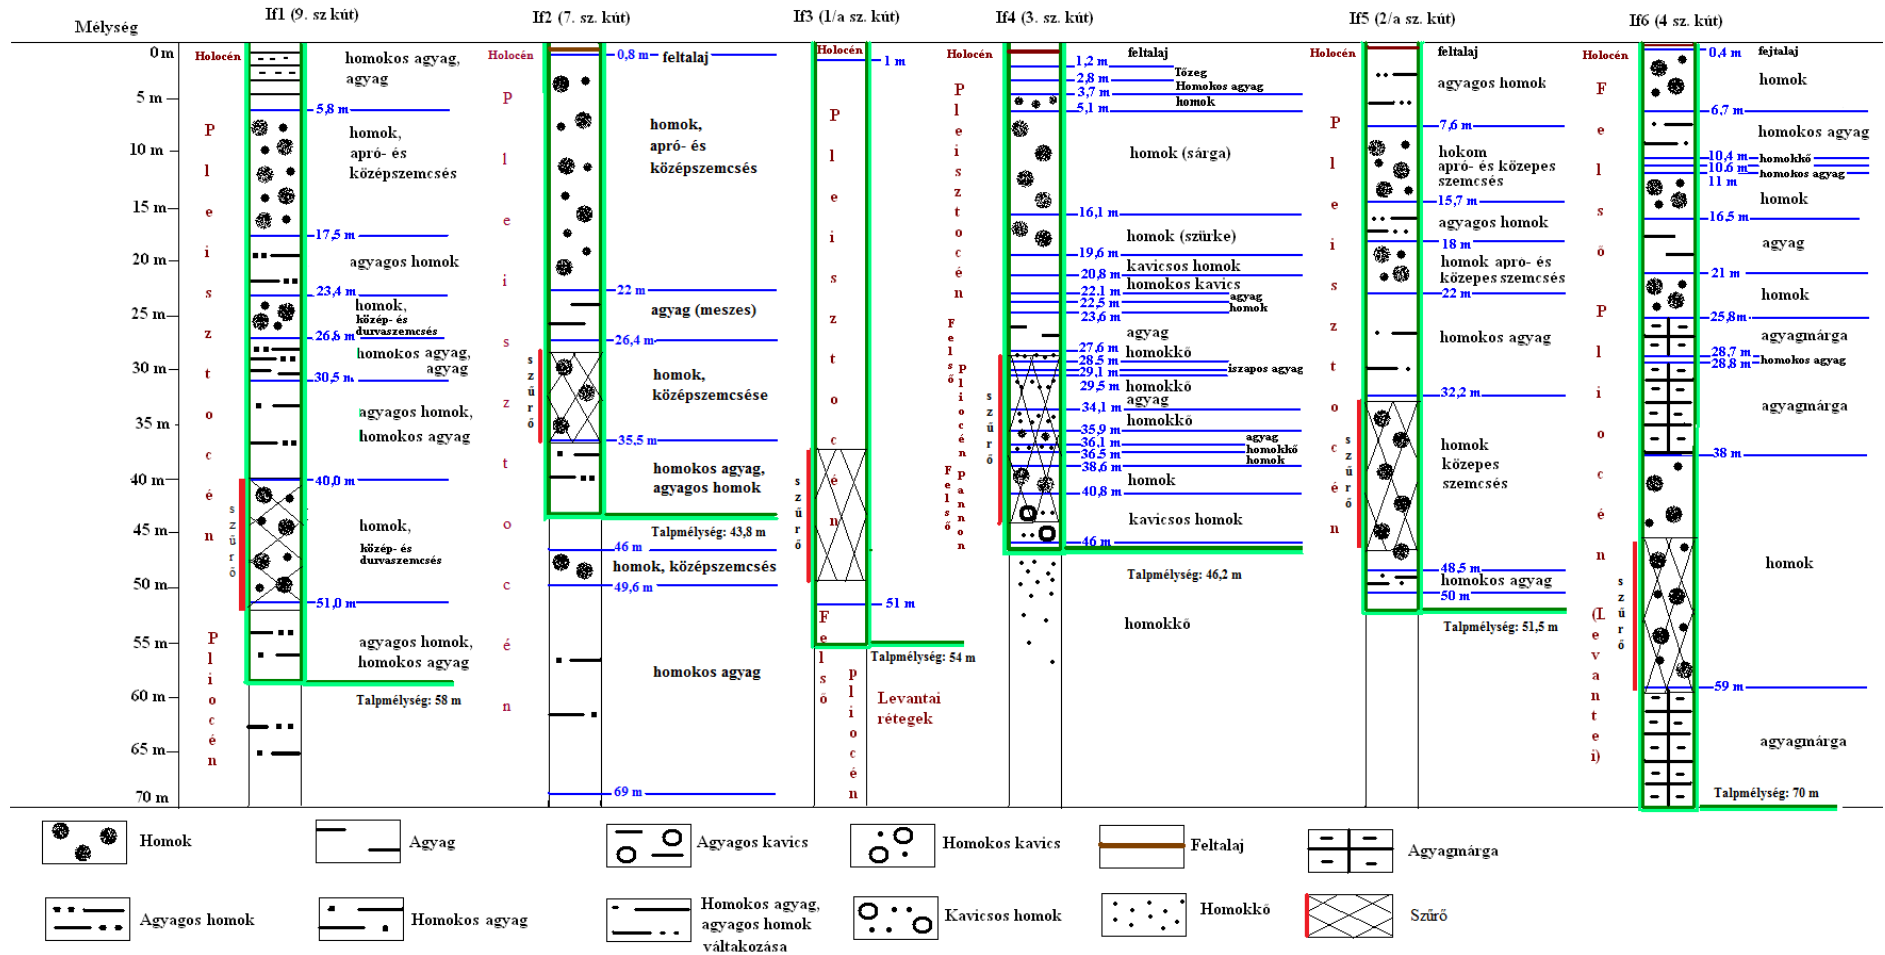 Mélység
0 m
5 m
10 m
15 m
20 m
25 m
30 m
35 m
40 m
45 m
50 m
55 m
60 m
65 m
70 m
If1 (9. sz kút)
Holocén
Pleisztocén
Pliocén
homokos agyag,
agyag
5,8 m
homok,
apró- és
középszemcsés
17,5 m
agyagos homok
23,4 m
homok,
közép- és
durvaszemcsés
26,8 m
homokos agyag,
agyag
30,5 m
agyagos homok,
homokos agyag
40,0 m
szűrő
homok,
közép- és
durvaszemcsés
51,0 m
agyagos homok,
homokos agyag
Talpmélység: 58 m
If2 (7. sz. kút)
Holocén
Pleisztocén
0,8 m
feltalaj
homok,
apró- és
középszemcsés
22 m
agyag (meszes)
26,4 m
szűrő
homok,
középszemcsése
35,5 m
homokos agyag,
agyagos homok
Talpmélység: 43,8 m
46 m
homok, középszemcsés
49,6 m
homokos agyag
69 m
If3 (1/a sz. kút)
Holocén
1 m
Pleisztocén
szűrő
51 m
Felső
pliocén
Talpmélység: 54 m
Levantai
rétegek
If4 (3. sz. kút)
Holocén
Pleisztocén
Felső Pliocén
Felső Pannon
feltalaj
1,2 m
Tőzeg
2,8 m
Homokos agyag
3,7 m
homok
5,1 m
homok (sárga)
16,1 m
homok (szürke)
19,6 m
kavicsos homok
20,8 m
homokos kavics
22,1 m
agyag
22,5 m
homok
23,6 m
agyag
27,6 m
homokkő
28,5 m
29,1 m
iszapos agyag
29,5 m
homokkő
agyag
34,1 m
homokkő
35,9 m
agyag
36,1 m
homokkő
36,5 m
homok
38,6 m
homok
40,8 m
kavicsos homok
46 m
szűrő
Talpmélység: 46,2 m
homokkő
If5 (2/a sz. kút)
Holocén
Pleisztocén
feltalaj
agyagos homok
7,6 m
hokom
apró- és közepes
szemcsés
15,7 m
agyagos homok
18 m
homok apró- és
közepes szemcsés
22 m
homokos agyag
32,2 m
szűrő
homok
közepes
szemcsés
48,5 m
homokos agyag
50 m
Talpmélység: 51,5 m
If6 (4 sz. kút)
Holocén
Felső Pliocén (Levantei)
0,4 m
fejtalaj
homok
6,7 m
homokos agyag
10,4 m
homokkő
10,6 m
homokos agyag
11 m
homok
16,5 m
agyag
21 m
homok
25,8 m
agyagmárga
28,7 m
homokos agyag
28,8 m
agyagmárga
38 m
homok
szűrő
59 m
agyagmárga
Talpmélység: 70 m
Homok
Agyag
Agyagos kavics
Homokos kavics
Feltalaj
Agyagmárga
Agyagos homok
Homokos agyag
Homokos agyag,
agyagos homok
váltakozása
Kavicsos homok
Homokkő
Szűrő